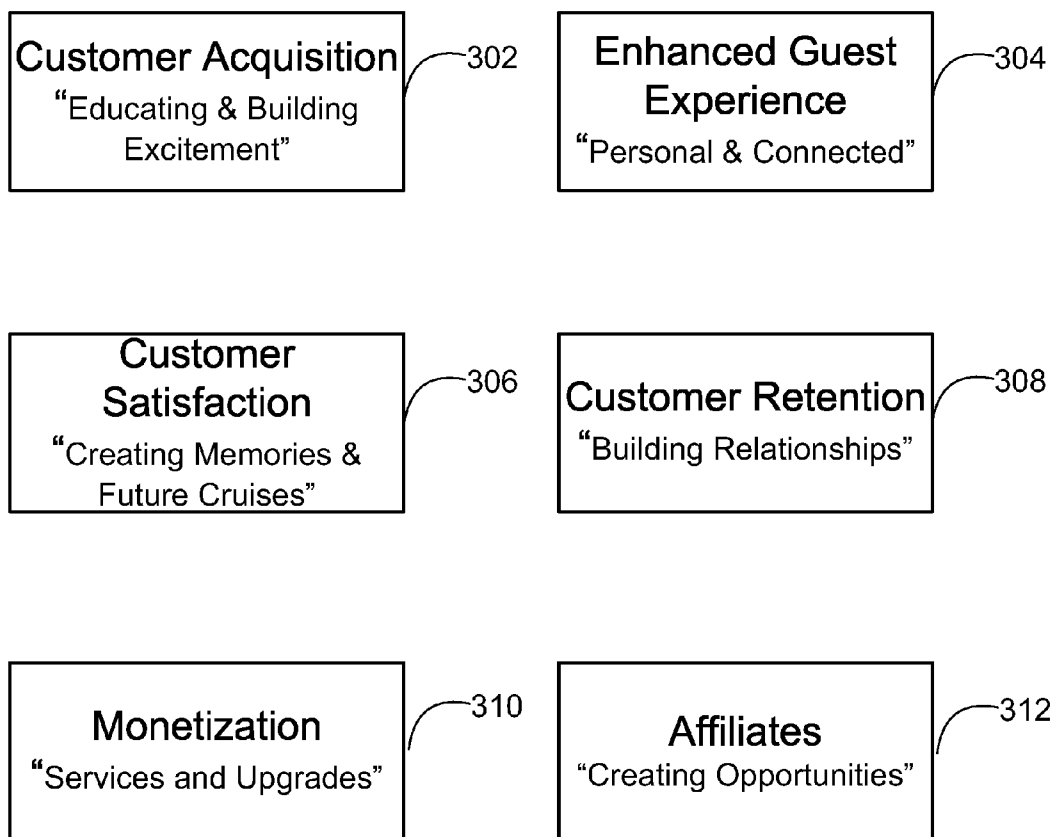 Customer Acquisition
“Educating & Building
Excitement”
302
Enhanced Guest
Experience
“Personal & Connected”
304
Customer
Satisfaction
“Creating Memories &
Future Cruises”
306
Customer Retention
“Building Relationships”
308
Monetization
“Services and Upgrades”
310
Affiliates
“Creating Opportunities”
312